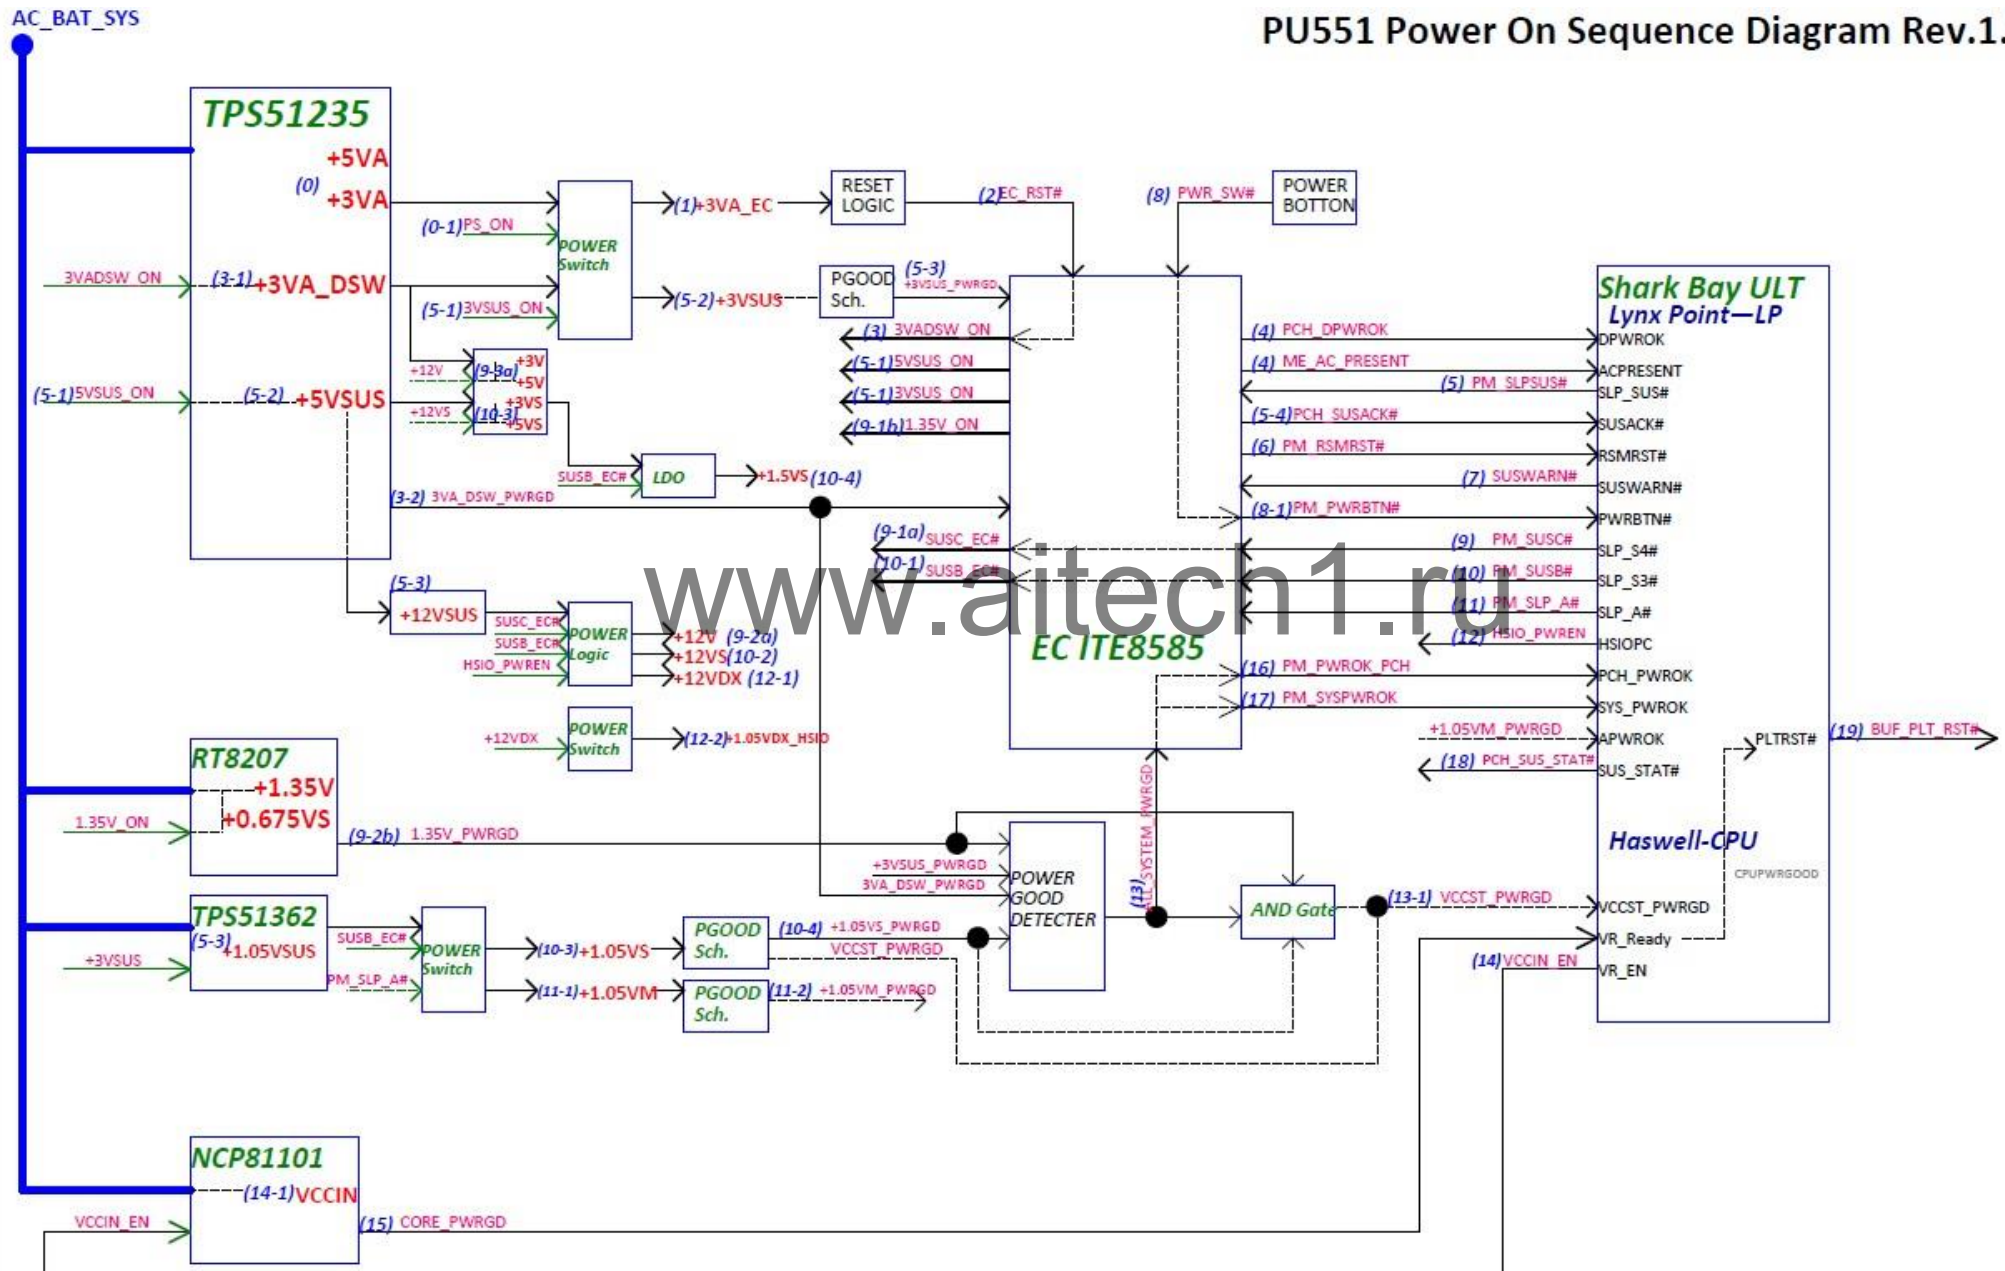 AC_BAT_SYS
PU551 Power On Sequence Diagram Rev.1.
TPS51235
+5VA
(0)
+3VA
(0-1) PS_ON
POWER
Switch
(1) +3VA_EC
RESET
LOGIC
(2) EC_RST#
(8) PWR_SW#
POWER
BOTTON
3VADSW_ON
(3-1) +3VA_DSW
(5-1) 3VSUS_ON
(5-2) +3VSUS
PGOOD
Sch.
(5-3)
+3VSUS_PWRGD
(5-1) 5VSUS_ON
(5-2) +5VSUS
+12V
(9-3a)
+3V
+5V
+12VS
(10-3)
+3VS
+5VS
SUSB_EC#
LDO
+1.5VS (10-4)
(3-2) 3VA_DSW_PWRGD
(5-3)
+12VSUS
SUSC_EC#
SUSB_EC#
HSIO_PWREN
POWER
Logic
+12V (9-2a)
+12VS (10-2)
+12VDX (12-1)
+12VDX
POWER
Switch
(12-2) +1.05VDX_HSIO
(3) 3VADSW_ON
(5-1) 5VSUS_ON
(5-1) 3VSUS_ON
(9-1b) 1.35V_ON
(9-1a) SUSC_EC#
(10-1) SUSB_EC#
www.aitech1.ru
EC ITE8585
(4) PCH_DPWROK
(4) ME_AC_PRESENT
(5) PM_SLPSUS#
(5-4) PCH_SUSACK#
(6) PM_RSMRST#
(7) SUSWARN#
(8-1) PM_PWRBTN#
(9) PM_SUSC#
(10) PM_SUSB#
(11) PM_SLP_A#
(12) HSIO_PWREN
(16) PM_PWROK_PCH
(17) PM_SYSPWROK
+1.05VM_PWRGD
(18) PCH_SUS_STAT#
Shark Bay ULT
Lynx Point—LP
DPWROK
ACPRESENT
SLP_SUS#
SUSACK#
RSMRST#
SUSWARN#
PWRBTN#
SLP_S4#
SLP_S3#
SLP_A#
HSIOPC
PCH_PWROK
SYS_PWROK
APWROK
SUS_STAT#
PLTRST#
(19) BUF_PLT_RST#
Haswell-CPU
CPUPWRGOOD
VCCST_PWRGD
VR_Ready
VR_EN
RT8207
+1.35V
+0.675VS
1.35V_ON
(9-2b) 1.35V_PWRGD
+3VSUS_PWRGD
3VA_DSW_PWRGD
POWER
GOOD
DETECTER
(13) ALL_SYSTEM_PWRGD
AND Gate
(13-1) VCCST_PWRGD
(14) VCCIN_EN
TPS51362
(5-3)
+1.05VSUS
+3VSUS
SUSB_EC#
PM_SLP_A#
POWER
Switch
(10-3) +1.05VS
(11-1) +1.05VM
PGOOD
Sch.
(10-4) +1.05VS_PWRGD
VCCST_PWRGD
PGOOD
Sch.
(11-2) +1.05VM_PWRGD
NCP81101
(14-1) VCCIN
VCCIN_EN
(15) CORE_PWRGD